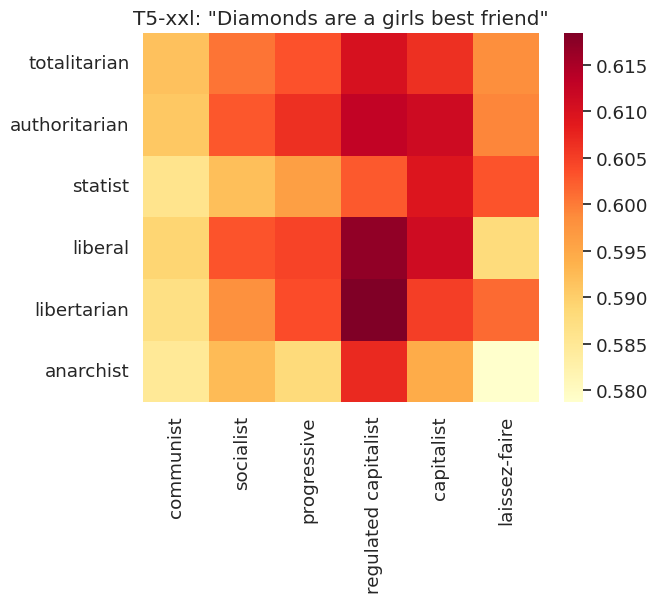 T5-xxl: "Diamonds are a girls best friend"
totalitarian
authoritarian
statist
liberal
libertarian
anarchist
communist
socialist
progressive
regulated capitalist
capitalist
laissez-faire
0.615
0.610
0.605
0.600
0.595
0.590
0.585
0.580